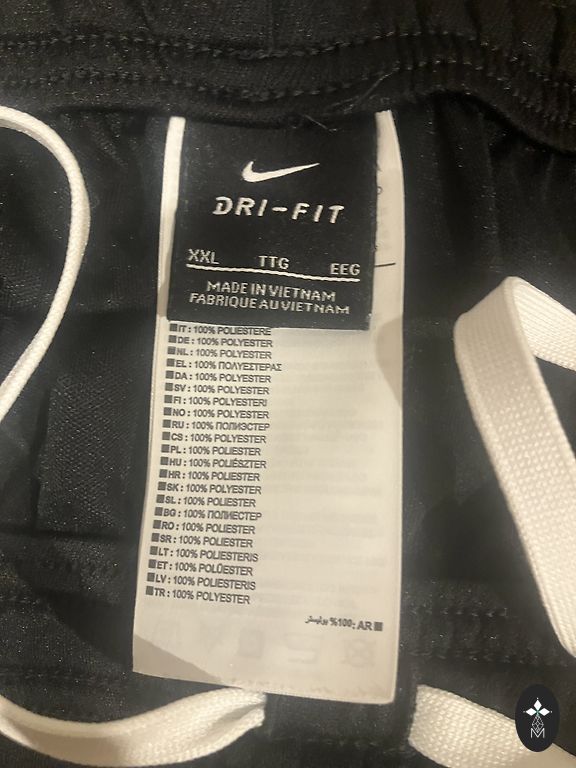 DRI-FIT
XXL TTG EEG
MADE IN VIETNAM
FABRIQUE AU VIETNAM
IT : 100% POLIESTERE
DE : 100% POLYESTER
NL : 100% POLYESTER
EL : 100% ΠΟΛΥΕΣΤΕΡΑΣ
DA : 100% POLYESTER
SV : 100% POLYESTER
FI : 100% POLYESTERI
NO : 100% POLYESTER
RU : 100% ПОЛИЭСТЕР
CS : 100% POLYESTER
PL : 100% POLIESTER
HU : 100% POLIÉSZTER
HR : 100% POLIESTER
SK : 100% POLYESTER
SL : 100% POLIESTER
BG : 100% ПОЛИЕСТЕР
RO : 100% POLIESTER
SR : 100% POLIESTER
LT : 100% POLIESTERIS
ET : 100% POLÜESTER
LV : 100% POLIESTERIS
TR : 100% POLYESTER
AR :100% بوليستر
M